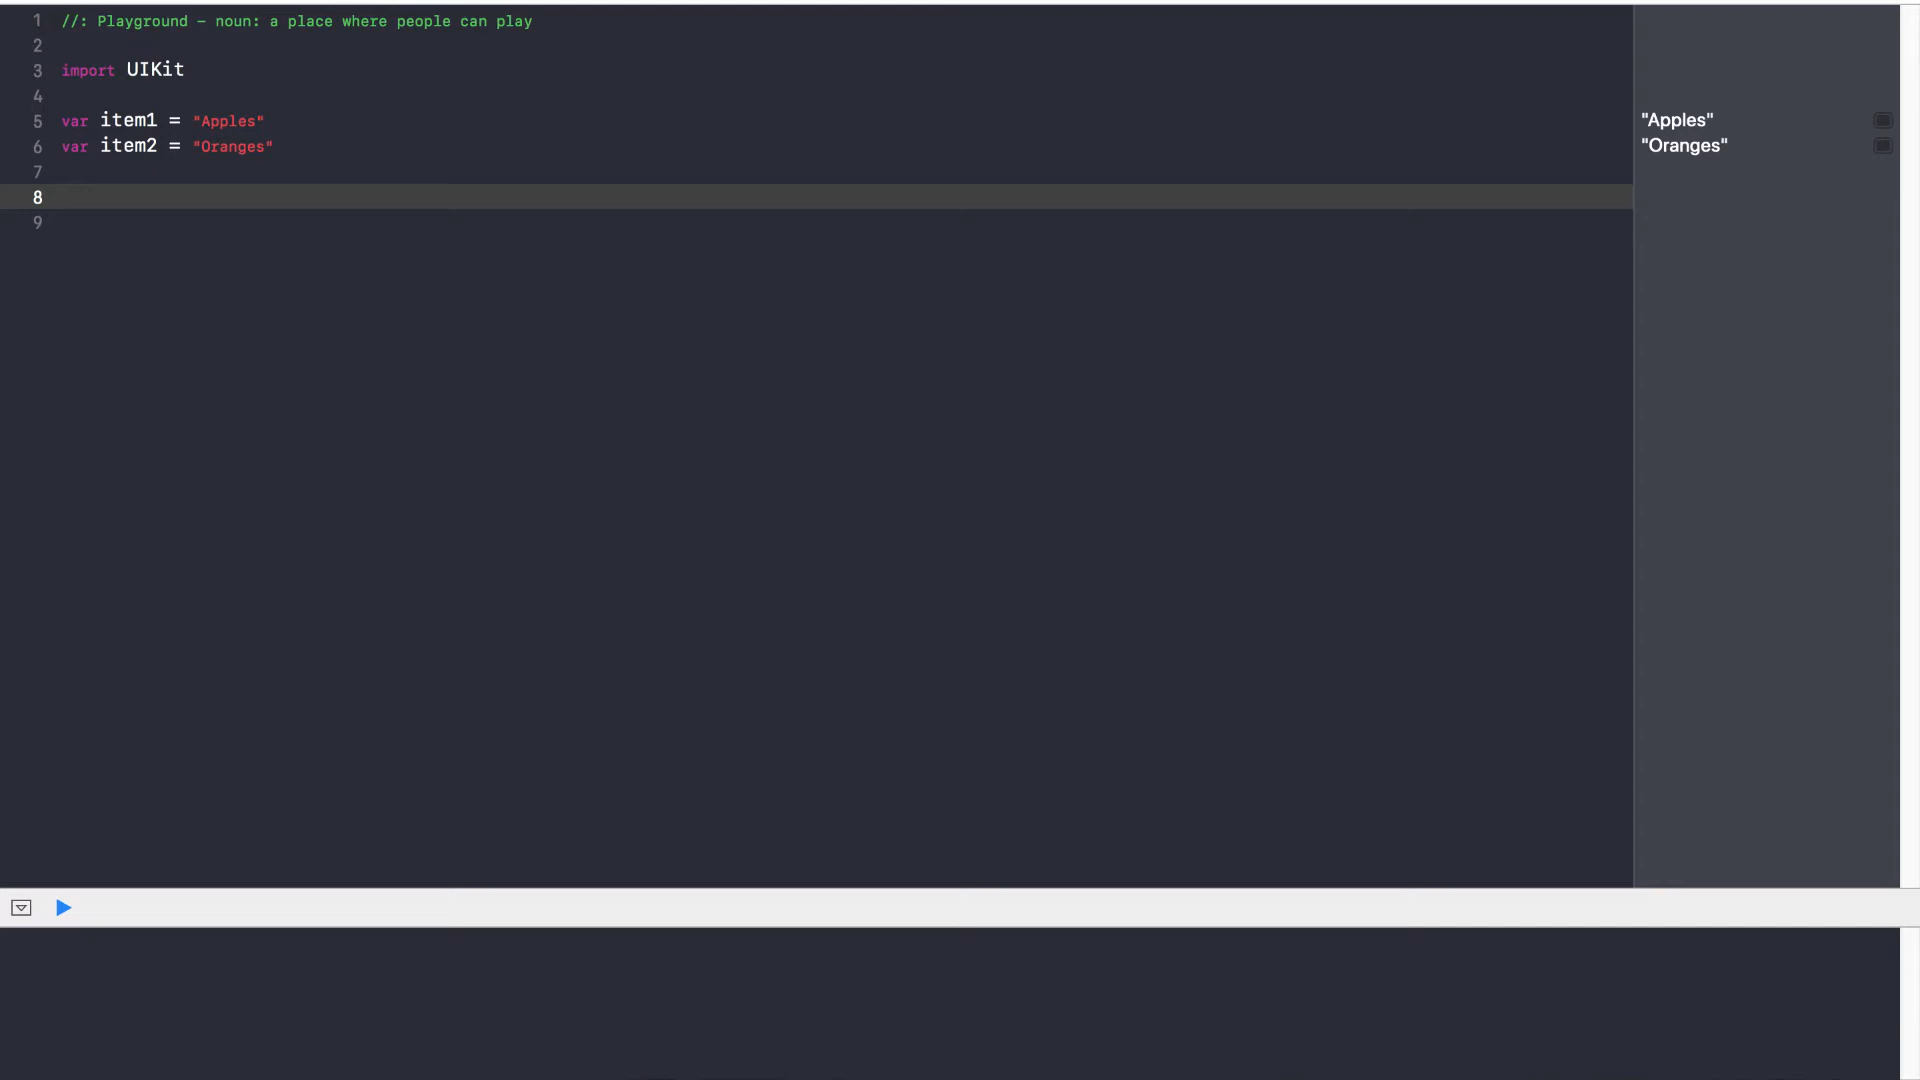 1 //: Playground – noun: a place where people can play
2
3 import UIKit
4
5 var item1 = "Apples"
"Apples"
6 var item2 = "Oranges"
"Oranges"
7
8
9